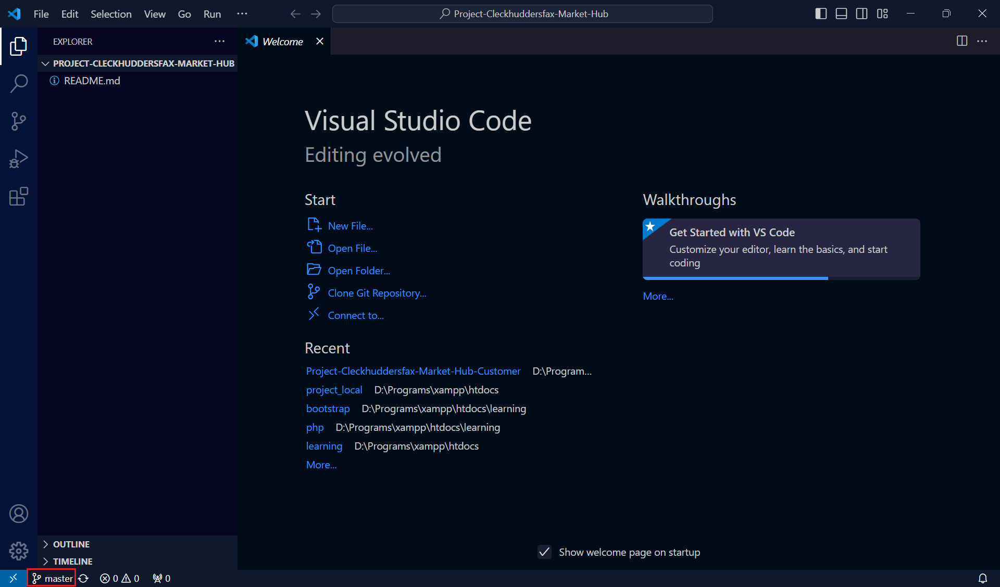 File Edit Selection View Go Run ··· Project-Cleckhuddersfax-Market-Hub
EXPLORER ···
Welcome
PROJECT-CLECKHUDDERSFAX-MARKET-HUB
README.md
Visual Studio Code
Editing evolved
Start
New File...
Open File...
Open Folder...
Clone Git Repository...
Connect to...
Recent
Project-Cleckhuddersfax-Market-Hub-Customer D:\Program...
project_local D:\Programs\xampp\htdocs
bootstrap D:\Programs\xampp\htdocs\learning
php D:\Programs\xampp\htdocs\learning
learning D:\Programs\xampp\htdocs
More...
Walkthroughs
Get Started with VS Code
Customize your editor, learn the basics, and start
coding
More...
Show welcome page on startup
OUTLINE
TIMELINE
master 0 0 0